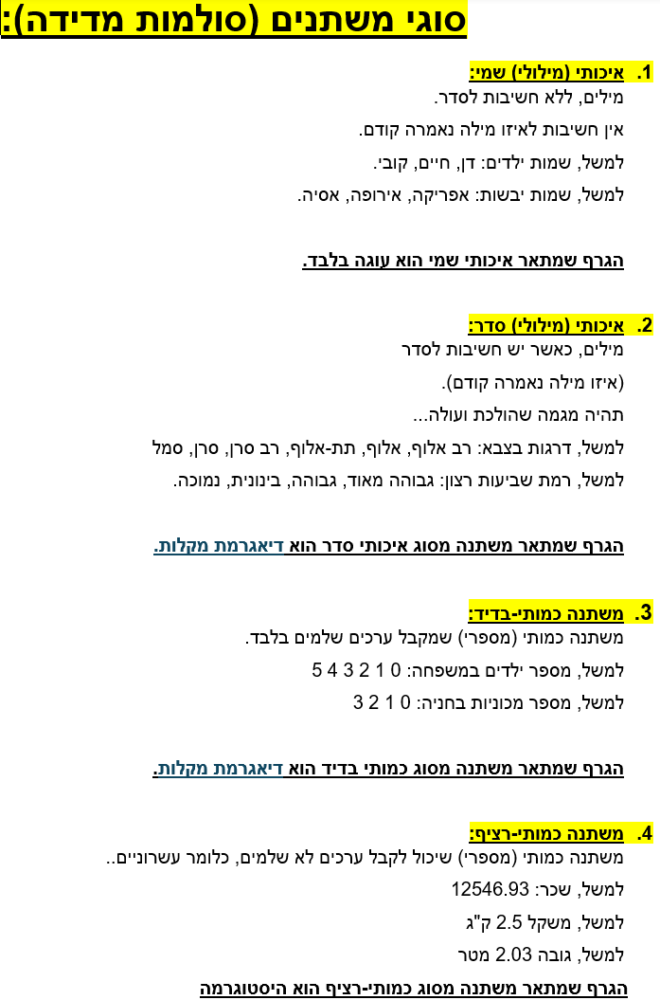 סוגי משתנים (סולמות מדידה):
1. איכותי (מילולי) שמי:
מילים, ללא חשיבות לסדר.
אין חשיבות לאיזו מילה נאמרה קודם.
למשל, שמות ילדים: דן, חיים, קובי.
למשל, שמות יבשות: אפריקה, אירופה, אסיה.
הגרף שמתאר איכותי שמי הוא עוגה בלבד.
2. איכותי (מילולי) סדר:
מילים, כאשר יש חשיבות לסדר
(איזו מילה נאמרה קודם).
תהיה מגמה שהולכת ועולה...
למשל, דרגות בצבא: רב אלוף, אלוף, תת-אלוף, רב סרן, סרן, סמל
למשל, רמת שביעות רצון: גבוהה מאוד, גבוהה, בינונית, נמוכה.
הגרף שמתאר משתנה מסוג איכותי סדר הוא דיאגרמת מקלות.
3. משתנה כמותי-בדיד:
משתנה כמותי (מספרי) שמקבל ערכים שלמים בלבד.
למשל, מספר ילדים במשפחה: 0 1 2 3 4 5
למשל, מספר מכוניות בחניה: 0 1 2 3
הגרף שמתאר משתנה מסוג כמותי בדיד הוא דיאגרמת מקלות.
4. משתנה כמותי-רציף:
משתנה כמותי (מספרי) שיכול לקבל ערכים לא שלמים, כלומר עשרוניים..
למשל, שכר: 12546.93
למשל, משקל 2.5 ק"ג
למשל, גובה 2.03 מטר
הגרף שמתאר משתנה מסוג כמותי-רציף הוא היסטוגרמה